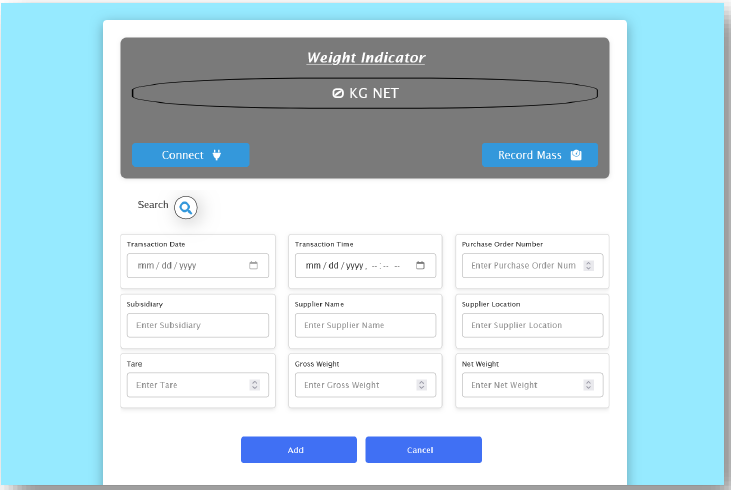 Weight Indicator
0 KG NET
Connect
Record Mass
Search
Transaction Date
Transaction Time
Purchase Order Number
mm / dd / yyyy
mm / dd / yyyy , -- : -- --
Enter Purchase Order Num
Subsidiary
Supplier Name
Supplier Location
Enter Subsidiary
Enter Supplier Name
Enter Supplier Location
Tare
Gross Weight
Net Weight
Enter Tare
Enter Gross Weight
Enter Net Weight
Add
Cancel